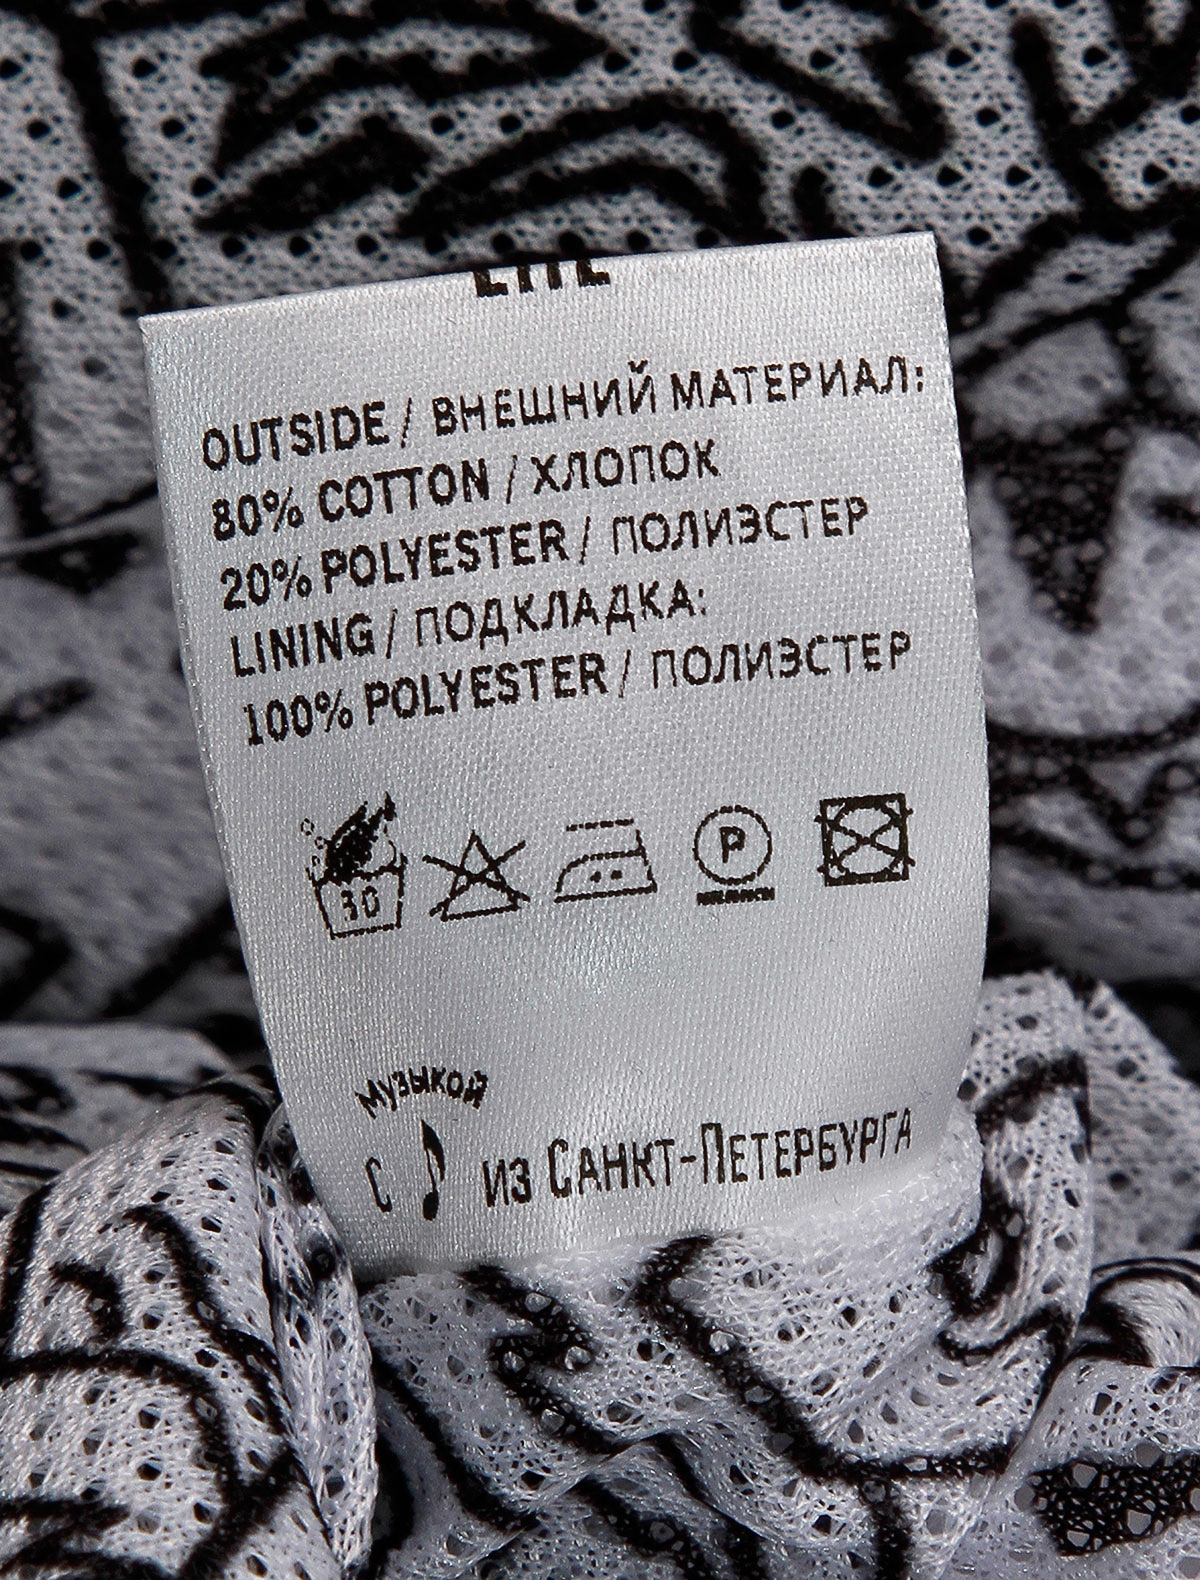 OUTSIDE / ВНЕШНИЙ МАТЕРИАЛ:
80% COTTON / ХЛОПОК
20% POLYESTER / ПОЛИЭСТЕР
LINING / ПОДКЛАДКА:
100% POLYESTER / ПОЛИЭСТЕР
30 P
Музыкой
С ИЗ САНКТ-ПЕТЕРБУРГА